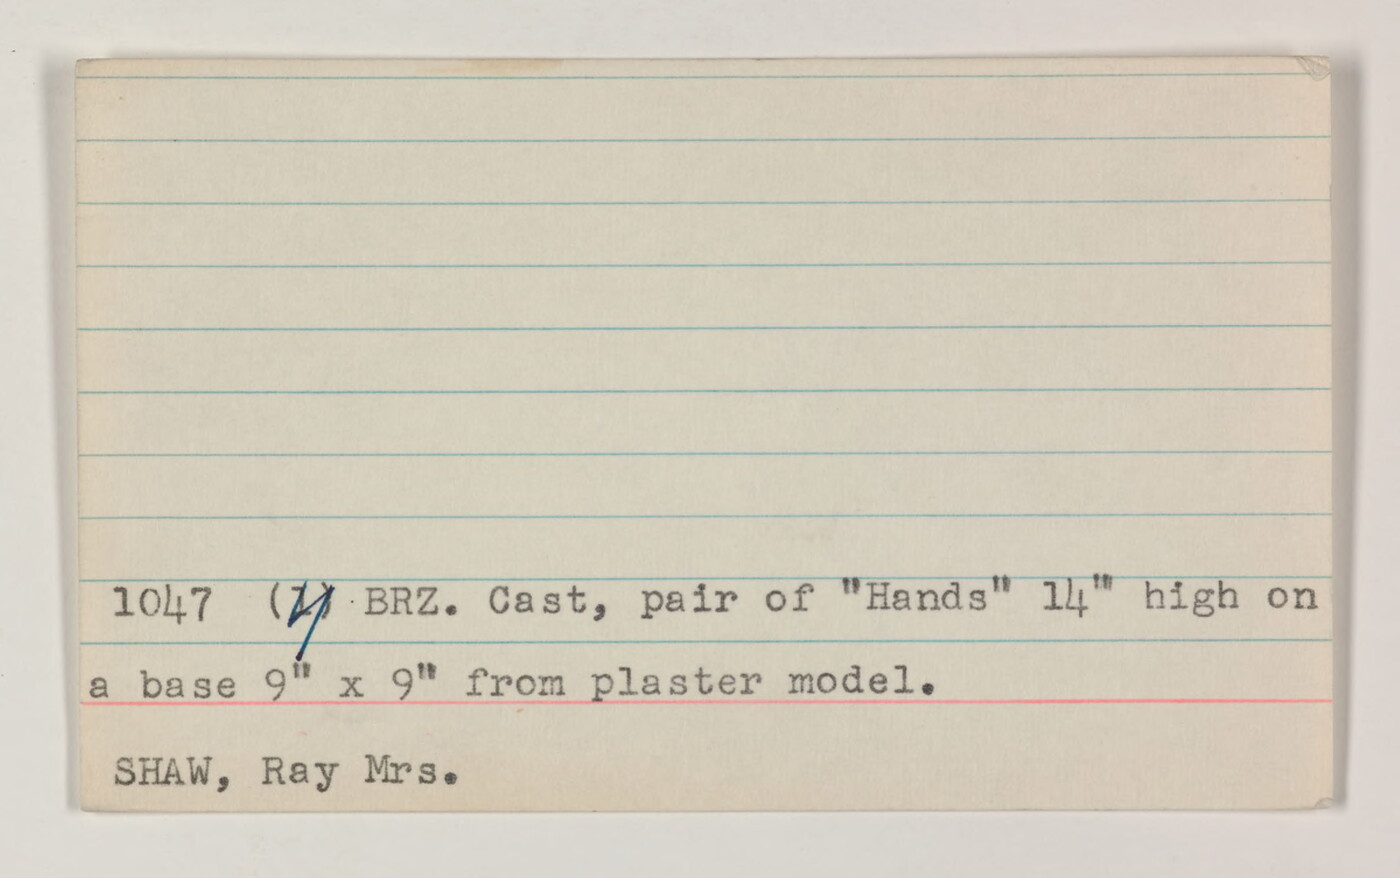 1047 (1) BRZ. Cast, pair of "Hands" 14" high on
a base 9" x 9" from plaster model.
SHAW, Ray Mrs.